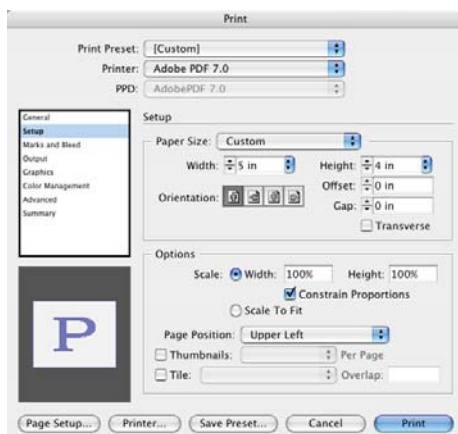 Print
Print Preset: [Custom]
Printer: Adobe PDF 7.0
PPD: AdobePDF 7.0
General
Setup
Marks and Bleed
Output
Graphics
Color Management
Advanced
Summary
Setup
Paper Size: Custom
Width: 5 in Height: 4 in
Orientation: Offset: 0 in
Gap: 0 in
Transverse
Options
Scale: Width: 100% Height: 100%
Constrain Proportions
Scale To Fit
Page Position: Upper Left
Thumbnails: Per Page
Tile: Overlap:
P
Page Setup... Printer... Save Preset... Cancel Print